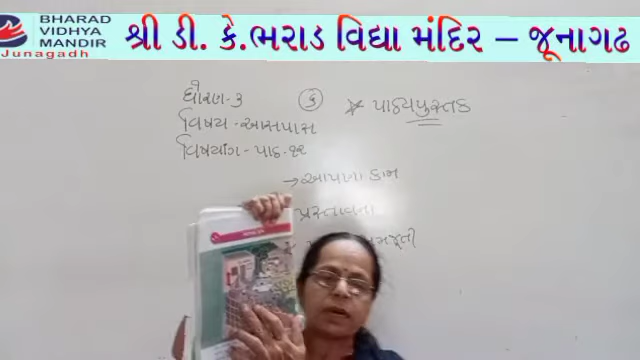 BHARAD
VIDHYA
MANDIR
Junagadh
શ્રી ડી. કે.ભરાડ વિદ્યા મંદિર – જૂનાગઢ
ધોરણ-૩
૬
પાઠ્યપુસ્તક
વિષય - આસપાસ
વિષયાંગ - પાઠ-૧૨
→ આપણા કામ
પ્રસ્તાવના